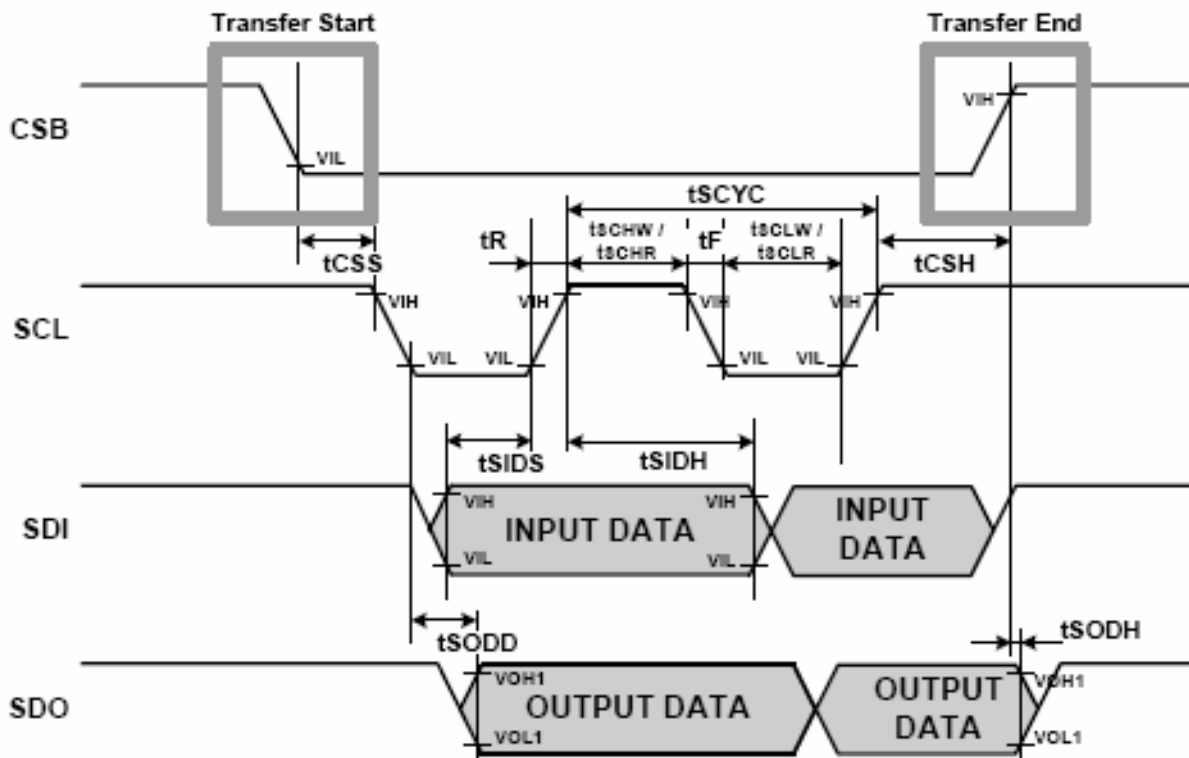 Transfer Start
Transfer End
CSB
VIL
VIH
tSCYC
tCSS
tR
tSCHW /
tSCHR
tF
tSCLW /
tSCLR
tCSH
SCL
VIH
VIH
VIH
VIH
VIL
VIL
VIL
VIL
tSIDS
tSIDH
SDI
VIH
VIL
INPUT DATA
VIH
VIL
INPUT
DATA
tSODD
tSODH
SDO
VOH1
VOL1
OUTPUT DATA
OUTPUT
DATA
VOH1
VOL1